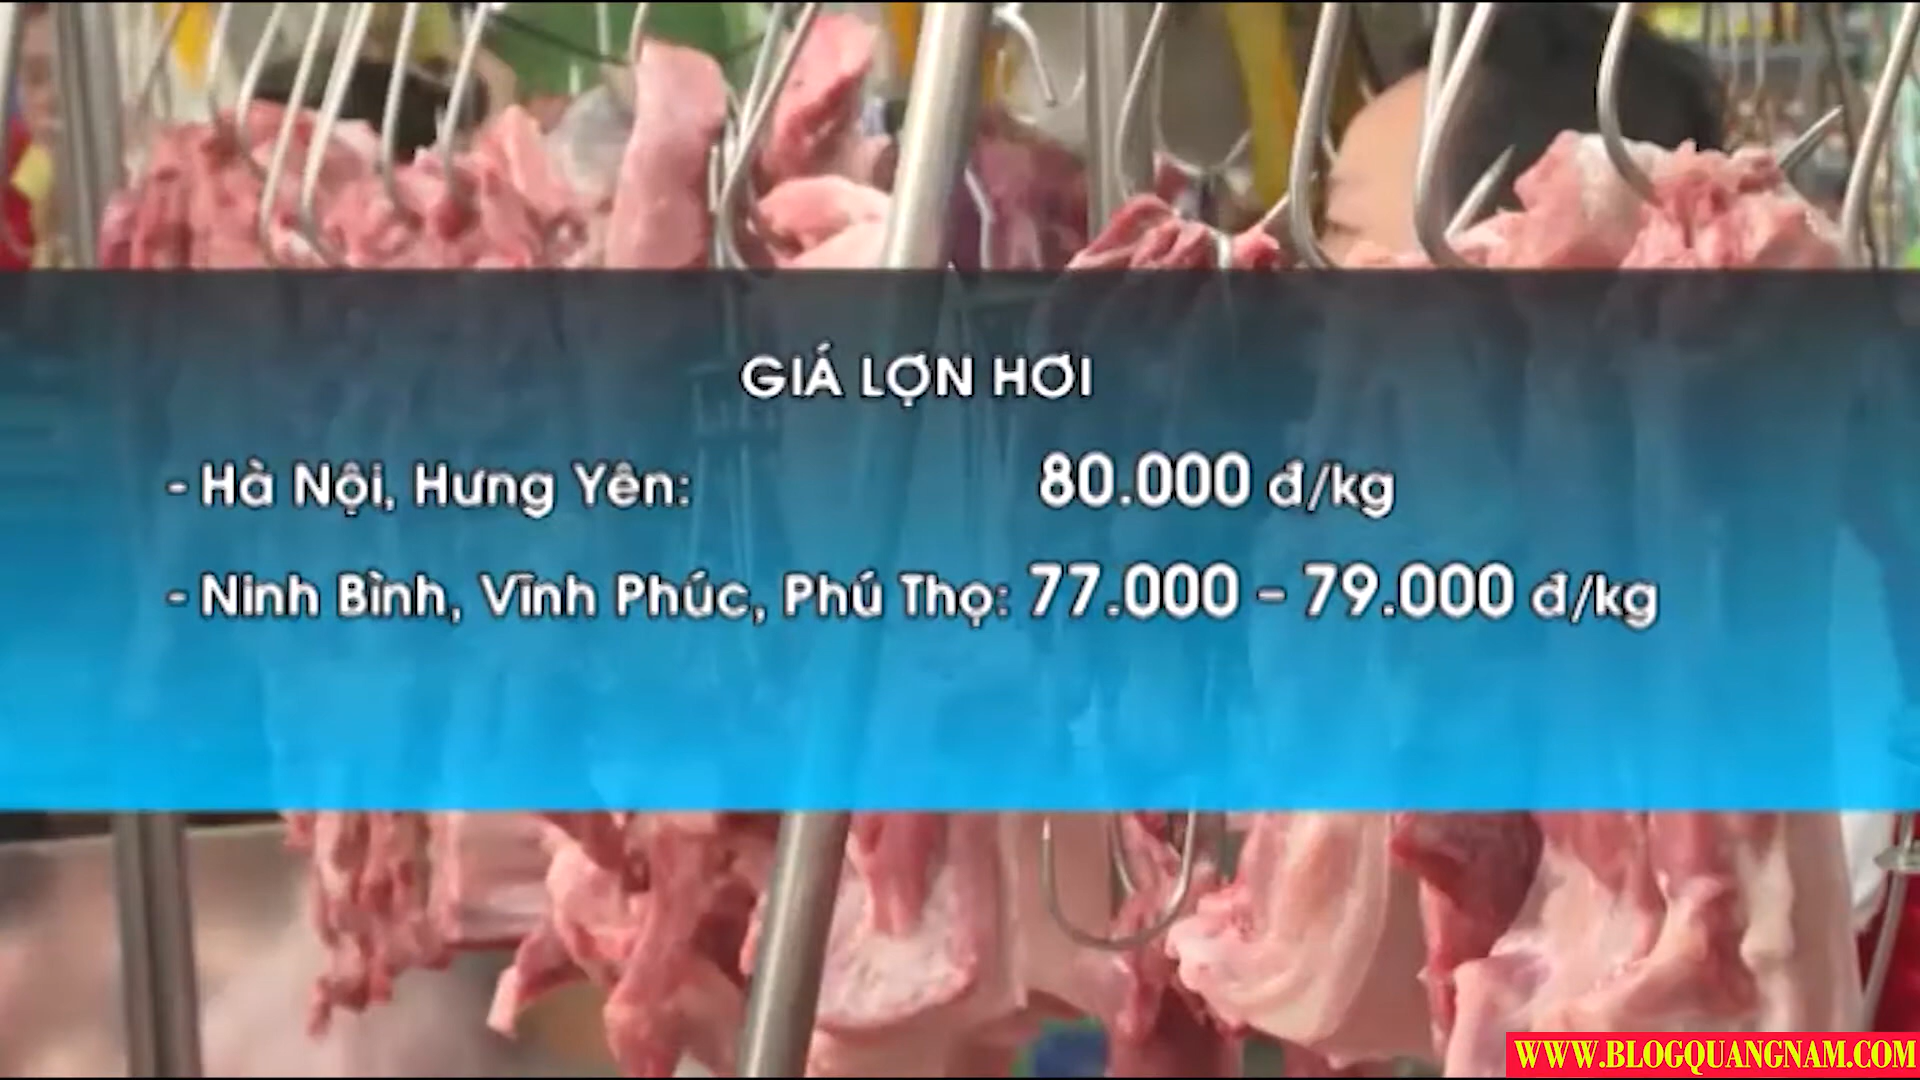 GIÁ LỢN HƠI
- Hà Nội, Hưng Yên: 80.000 đ/kg
- Ninh Bình, Vĩnh Phúc, Phú Thọ: 77.000 – 79.000 đ/kg
WWW.BLOGQUANGNAM.COM